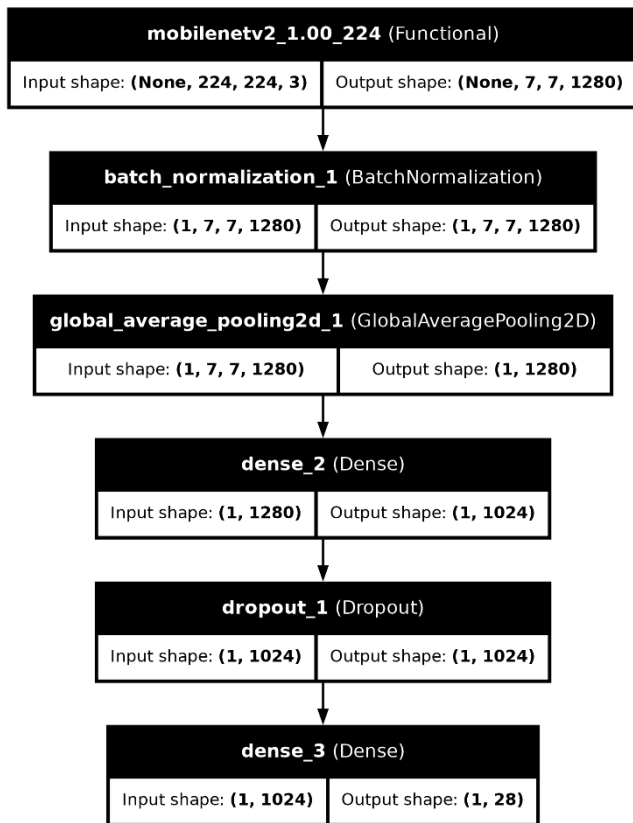 mobilenetv2_1.00_224 (Functional)
Input shape: (None, 224, 224, 3) Output shape: (None, 7, 7, 1280)
batch_normalization_1 (BatchNormalization)
Input shape: (1, 7, 7, 1280) Output shape: (1, 7, 7, 1280)
global_average_pooling2d_1 (GlobalAveragePooling2D)
Input shape: (1, 7, 7, 1280) Output shape: (1, 1280)
dense_2 (Dense)
Input shape: (1, 1280) Output shape: (1, 1024)
dropout_1 (Dropout)
Input shape: (1, 1024) Output shape: (1, 1024)
dense_3 (Dense)
Input shape: (1, 1024) Output shape: (1, 28)